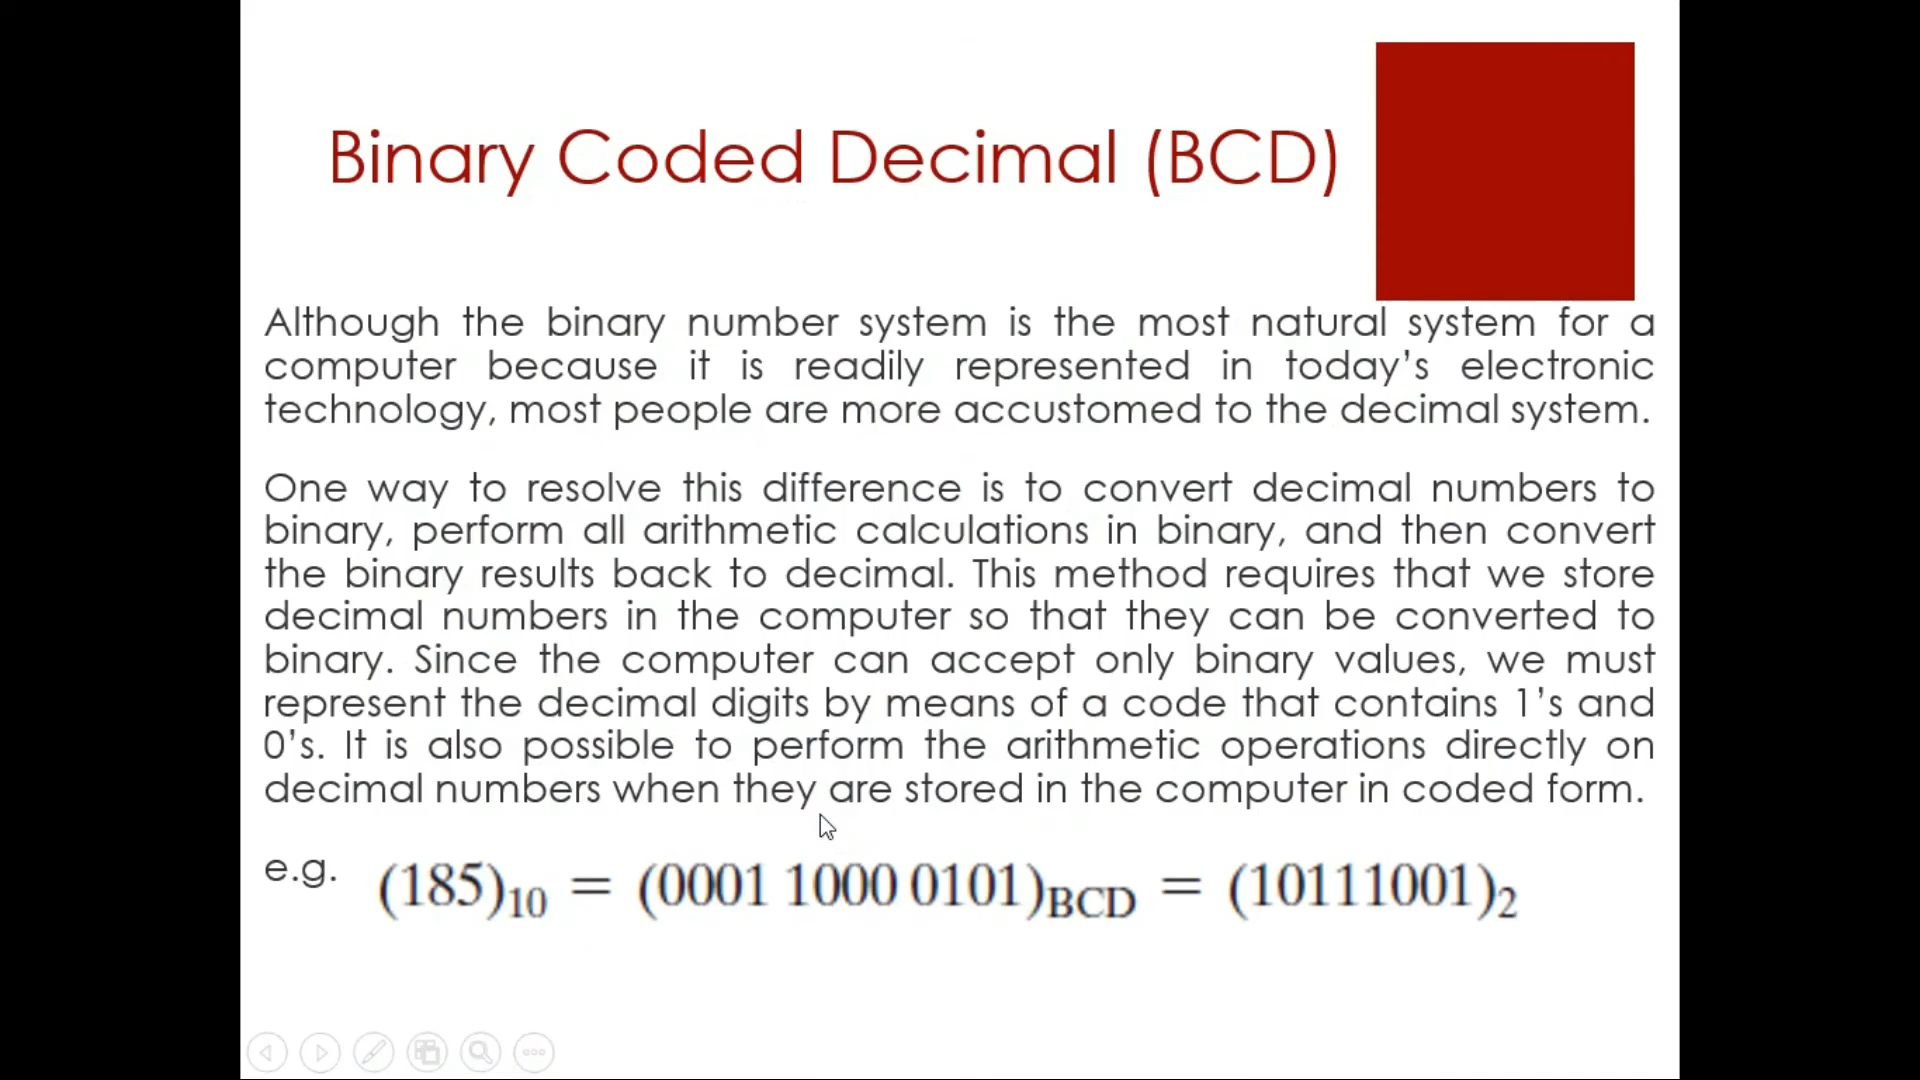 Binary Coded Decimal (BCD)
Although the binary number system is the most natural system for a
computer because it is readily represented in today's electronic
technology, most people are more accustomed to the decimal system.
One way to resolve this difference is to convert decimal numbers to
binary, perform all arithmetic calculations in binary, and then convert
the binary results back to decimal. This method requires that we store
decimal numbers in the computer so that they can be converted to
binary. Since the computer can accept only binary values, we must
represent the decimal digits by means of a code that contains 1's and
0's. It is also possible to perform the arithmetic operations directly on
decimal numbers when they are stored in the computer in coded form.
e.g. (185)₁₀ = (0001 1000 0101)BCD = (10111001)₂